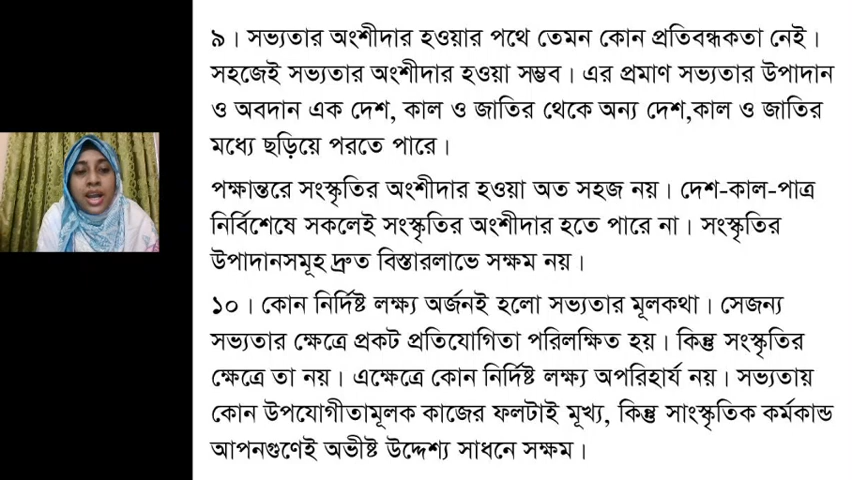 ৯। সভ্যতার অংশীদার হওয়ার পথে তেমন কোন প্রতিবন্ধকতা নেই।
সহজেই সভ্যতার অংশীদার হওয়া সম্ভব। এর প্রমাণ সভ্যতার উপাদান
ও অবদান এক দেশ, কাল ও জাতির থেকে অন্য দেশ,কাল ও জাতির
মধ্যে ছড়িয়ে পরতে পারে।
পক্ষান্তরে সংস্কৃতির অংশীদার হওয়া অত সহজ নয়। দেশ-কাল-পাত্র
নির্বিশেষে সকলেই সংস্কৃতির অংশীদার হতে পারে না। সংস্কৃতির
উপাদানসমূহ দ্রুত বিস্তারলাভে সক্ষম নয়।
১০। কোন নির্দিষ্ট লক্ষ্য অর্জনই হলো সভ্যতার মূলকথা। সেজন্য
সভ্যতার ক্ষেত্রে প্রকট প্রতিযোগিতা পরিলক্ষিত হয়। কিন্তু সংস্কৃতির
ক্ষেত্রে তা নয়। এক্ষেত্রে কোন নির্দিষ্ট লক্ষ্য অপরিহার্য নয়। সভ্যতায়
কোন উপযোগীতামূলক কাজের ফলটাই মূখ্য, কিন্তু সাংস্কৃতিক কর্মকান্ড
আপনগুণেই অভীষ্ট উদ্দেশ্য সাধনে সক্ষম।